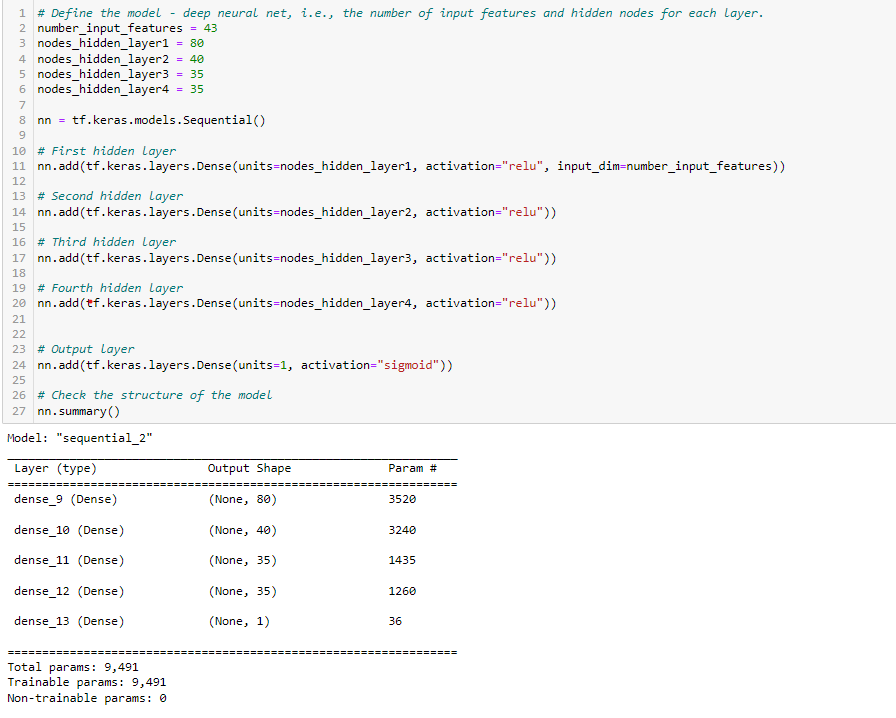 1 # Define the model - deep neural net, i.e., the number of input features and hidden nodes for each layer.
2 number_input_features = 43
3 nodes_hidden_layer1 = 80
4 nodes_hidden_layer2 = 40
5 nodes_hidden_layer3 = 35
6 nodes_hidden_layer4 = 35
7
8 nn = tf.keras.models.Sequential()
9
10 # First hidden layer
11 nn.add(tf.keras.layers.Dense(units=nodes_hidden_layer1, activation="relu", input_dim=number_input_features))
12
13 # Second hidden layer
14 nn.add(tf.keras.layers.Dense(units=nodes_hidden_layer2, activation="relu"))
15
16 # Third hidden layer
17 nn.add(tf.keras.layers.Dense(units=nodes_hidden_layer3, activation="relu"))
18
19 # Fourth hidden layer
20 nn.add(tf.keras.layers.Dense(units=nodes_hidden_layer4, activation="relu"))
21
22
23 # Output layer
24 nn.add(tf.keras.layers.Dense(units=1, activation="sigmoid"))
25
26 # Check the structure of the model
27 nn.summary()
Model: "sequential_2"
Layer (type) Output Shape Param #
=================================================================
dense_9 (Dense) (None, 80) 3520
dense_10 (Dense) (None, 40) 3240
dense_11 (Dense) (None, 35) 1435
dense_12 (Dense) (None, 35) 1260
dense_13 (Dense) (None, 1) 36
=================================================================
Total params: 9,491
Trainable params: 9,491
Non-trainable params: 0